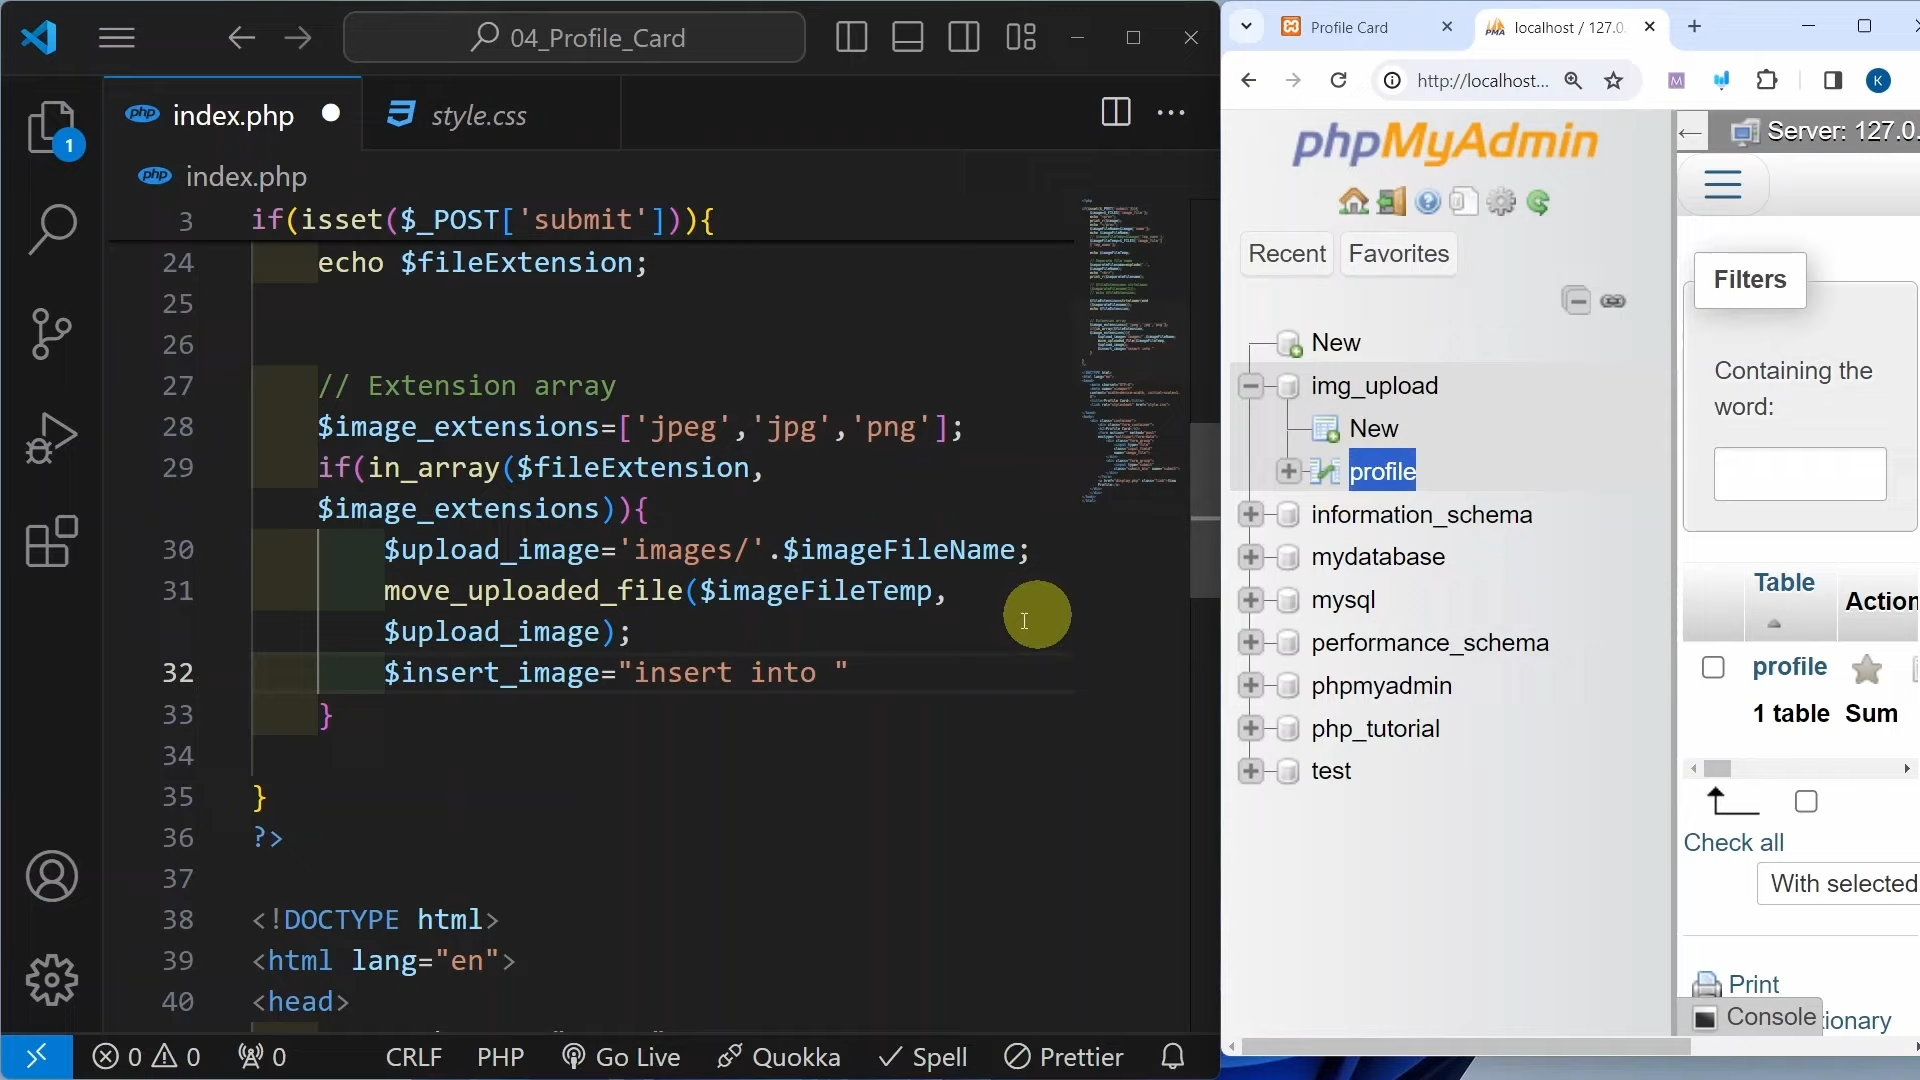 04_Profile_Card
index.php
style.css
index.php
3 if(isset($_POST['submit'])){
24 echo $fileExtension;
25
26
27 // Extension array
28 $image_extensions=['jpeg','jpg','png'];
29 if(in_array($fileExtension,
$image_extensions)){
30 $upload_image='images/'.$imageFileName;
31 move_uploaded_file($imageFileTemp,
$upload_image);
32 $insert_image="insert into "
33 }
34
35 }
36 ?>
37
38 <!DOCTYPE html>
39 <html lang="en">
40 <head>
1
0 0 0 CRLF PHP Go Live Quokka Spell Prettier
Profile Card
localhost / 127.0.
http://localhost...
K
phpMyAdmin
Recent
Favorites
New
img_upload
New
profile
information_schema
mydatabase
mysql
performance_schema
phpmyadmin
php_tutorial
test
Server: 127.0.
Filters
Containing the
word:
Table
Action
profile
1 table Sum
Check all
With selected
Print
Console
tionary